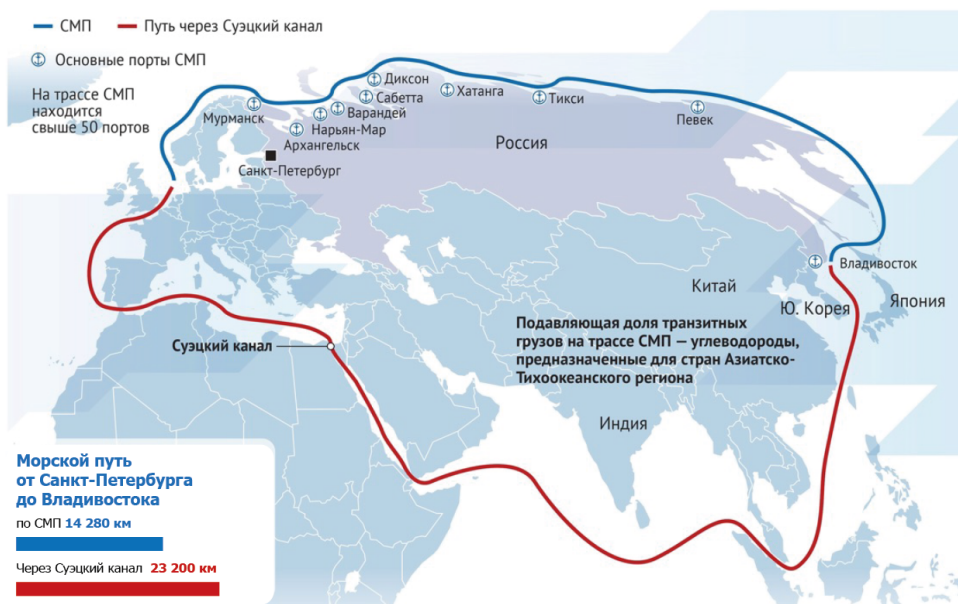 СМП
Путь через Суэцкий канал
Основные порты СМП
На трассе СМП
находится
свыше 50 портов
Диксон
Сабетта
Хатанга
Тикси
Варандей
Мурманск
Нарьян-Мар
Певек
Архангельск
Россия
Санкт-Петербург
Владивосток
Китай
Ю. Корея
Япония
Подавляющая доля транзитных
грузов на трассе СМП — углеводороды,
предназначенные для стран Азиатско-
Тихоокеанского региона
Суэцкий канал
Индия
Морской путь
от Санкт-Петербурга
до Владивостока
по СМП 14 280 км
Через Суэцкий канал 23 200 км